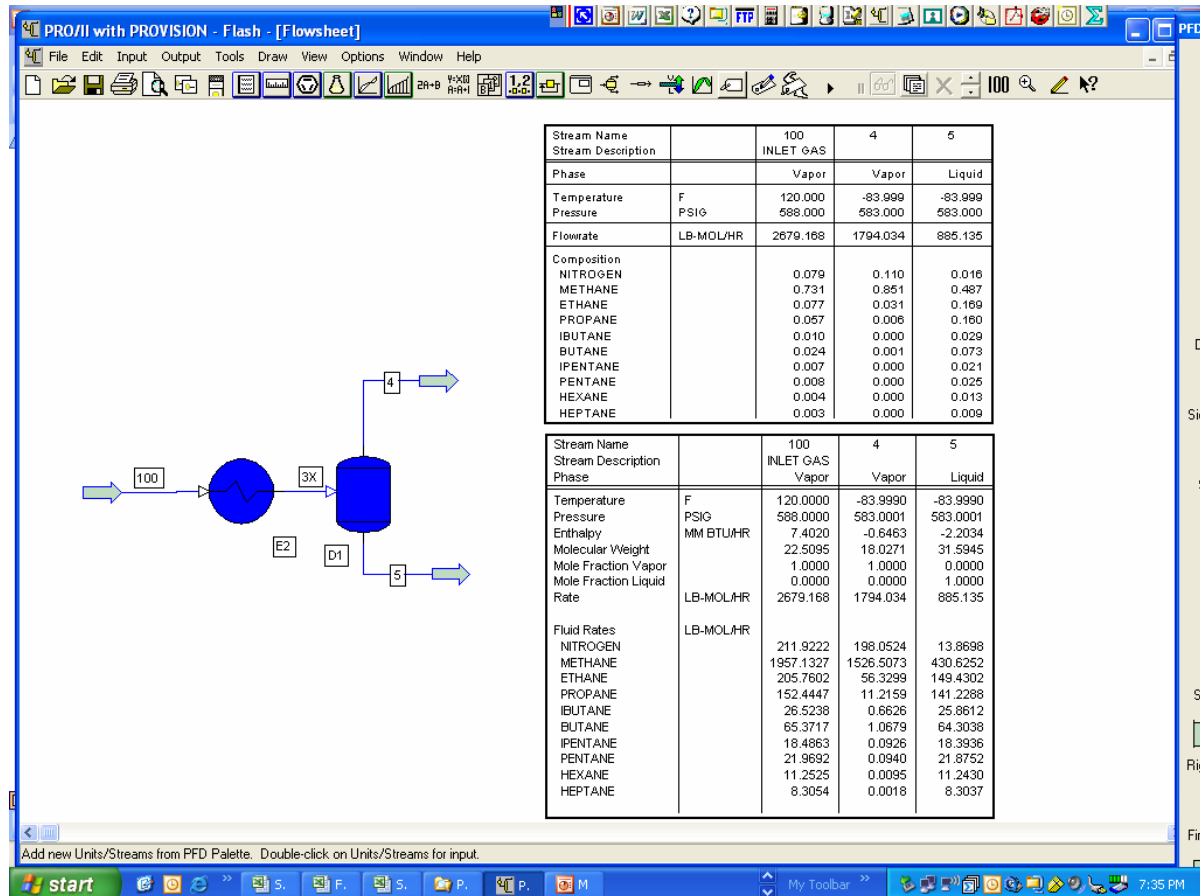 FTP
PRO/II with PROVISION - Flash - [Flowsheet]
PFD
File Edit Input Output Tools Draw View Options Window Help
Stream Name 100 4 5
Stream Description INLET GAS
Phase Vapor Vapor Liquid
Temperature F 120.000 -83.999 -83.999
Pressure PSIG 588.000 583.000 583.000
Flowrate LB-MOL/HR 2679.168 1794.034 885.135
Composition
NITROGEN 0.079 0.110 0.016
METHANE 0.731 0.851 0.487
ETHANE 0.077 0.031 0.169
PROPANE 0.057 0.006 0.160
IBUTANE 0.010 0.000 0.029
BUTANE 0.024 0.001 0.073
IPENTANE 0.007 0.000 0.021
PENTANE 0.008 0.000 0.025
HEXANE 0.004 0.000 0.013
HEPTANE 0.003 0.000 0.009
4
100
3X
E2
D1
5
Stream Name 100 4 5
Stream Description INLET GAS
Phase Vapor Vapor Liquid
Temperature F 120.0000 -83.9990 -83.9990
Pressure PSIG 588.0000 583.0001 583.0001
Enthalpy MM BTU/HR 7.4020 -0.6463 -2.2034
Molecular Weight 22.5095 18.0271 31.5945
Mole Fraction Vapor 1.0000 1.0000 0.0000
Mole Fraction Liquid 0.0000 0.0000 1.0000
Rate LB-MOL/HR 2679.168 1794.034 885.135
Fluid Rates LB-MOL/HR
NITROGEN 211.9222 198.0524 13.8698
METHANE 1957.1327 1526.5073 430.6252
ETHANE 205.7602 56.3299 149.4302
PROPANE 152.4447 11.2159 141.2288
IBUTANE 26.5238 0.6626 25.8612
BUTANE 65.3717 1.0679 64.3038
IPENTANE 18.4863 0.0926 18.3936
PENTANE 21.9692 0.0940 21.8752
HEXANE 11.2525 0.0095 11.2430
HEPTANE 8.3054 0.0018 8.3037
Add new Units/Streams from PFD Palette. Double-click on Units/Streams for input.
start S. F. S. P. P. M My Toolbar 7:35 PM